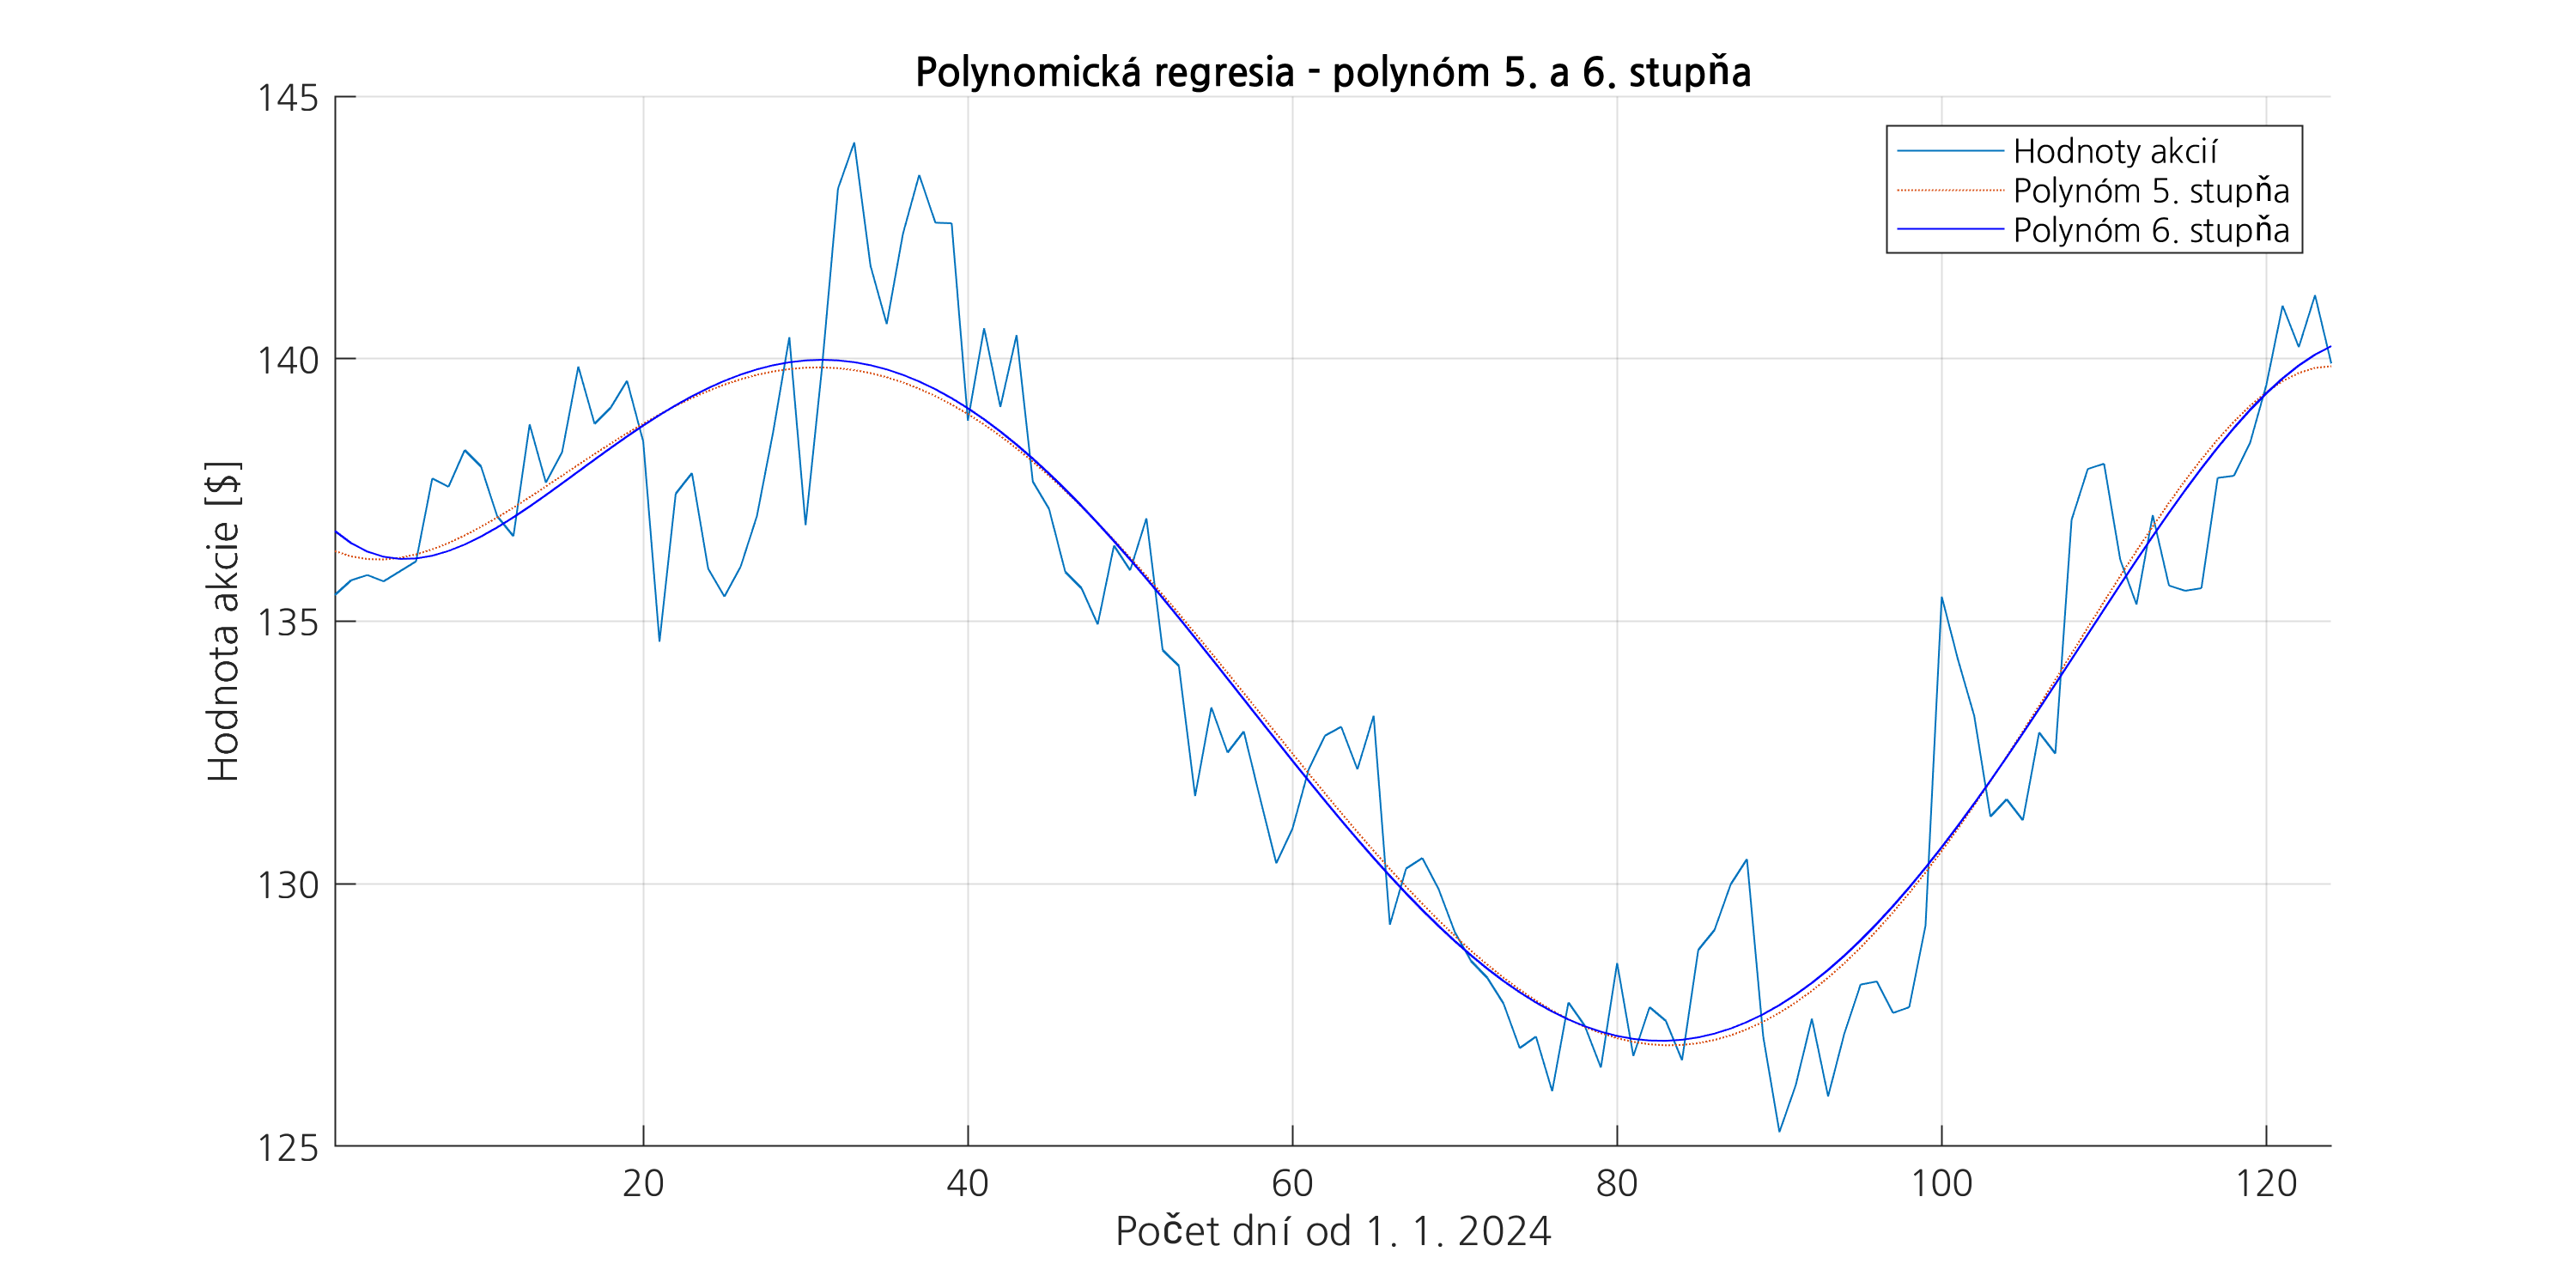 Polynomická regresia - polynóm 5. a 6. stupňa
145
140
135
130
125
Hodnota akcie [$]
Hodnoty akcií
Polynóm 5. stupňa
Polynóm 6. stupňa
20 40 60 80 100 120
Počet dní od 1. 1. 2024